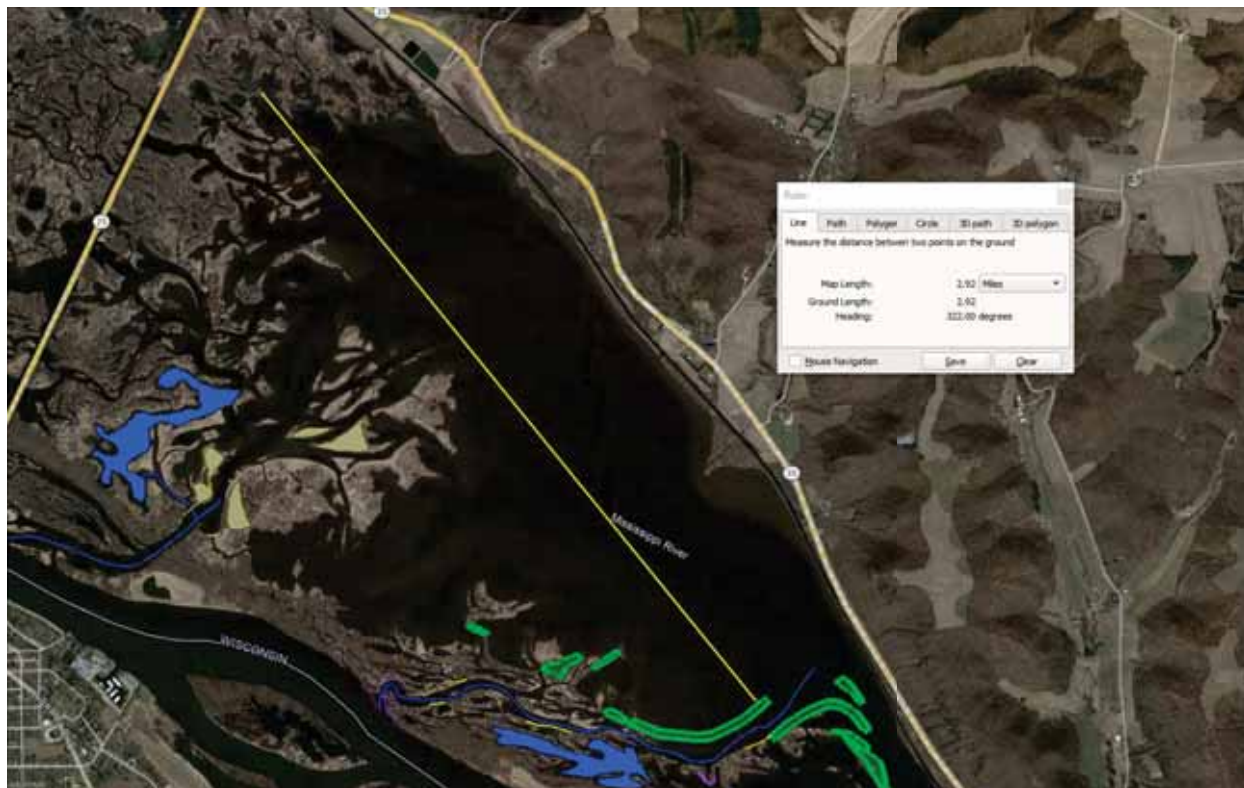 35
35
Ruler
Line Path Polygon Circle 3D path 3D polygon
Measure the distance between two points on the ground
Map Length: 2.92 Miles
Ground Length: 2.92
Heading: 322.00 degrees
Mouse Navigation Save Clear
35
Mississippi River
WISCONSIN